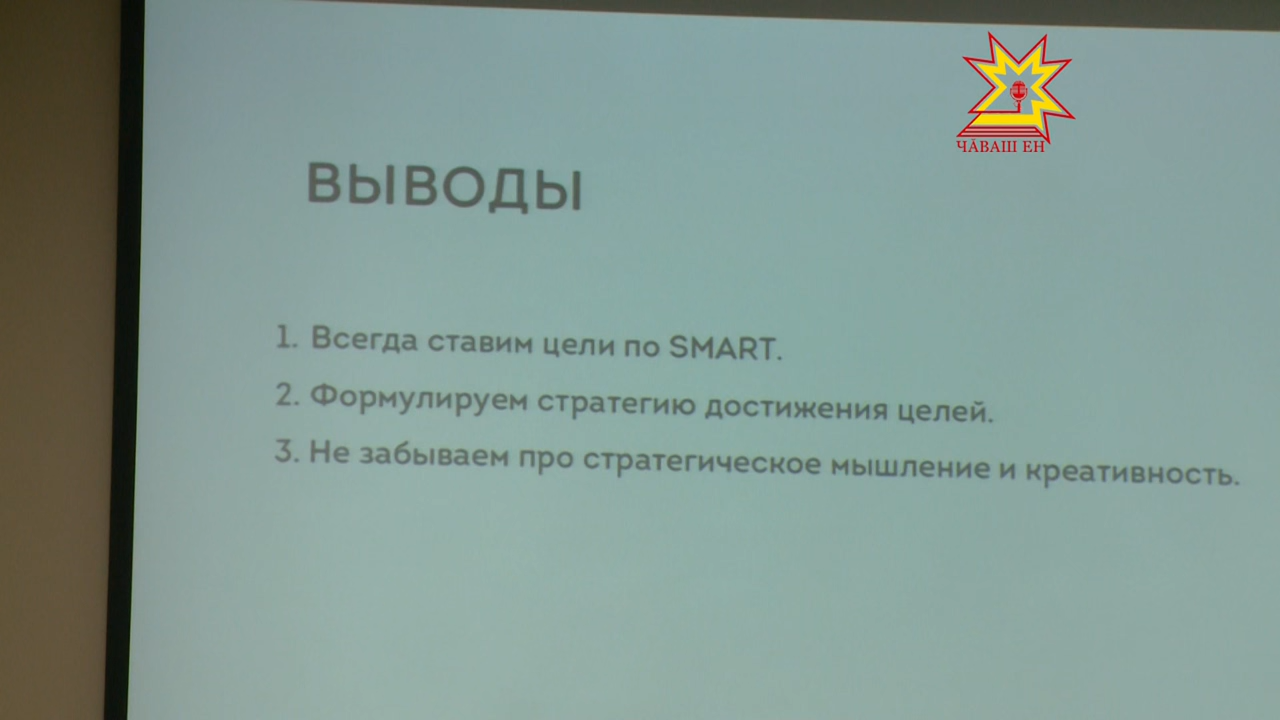 ЧӐВАШ ЕН
ВЫВОДЫ
1. Всегда ставим цели по SMART.
2. Формулируем стратегию достижения целей.
3. Не забываем про стратегическое мышление и креативность.